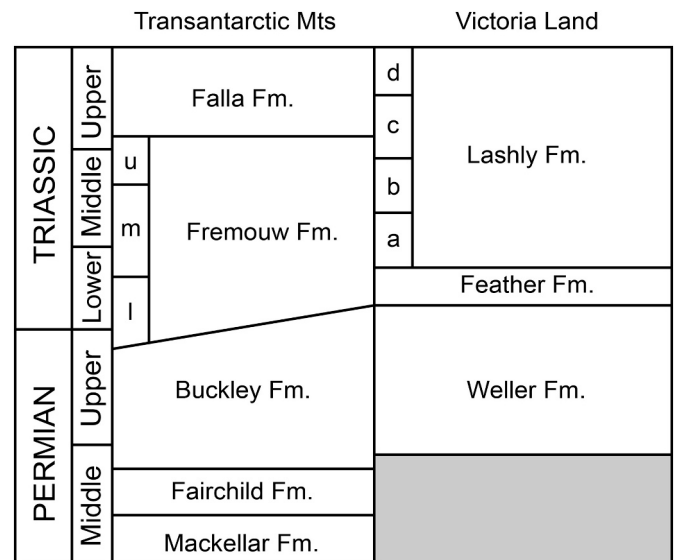 Transantarctic Mts
Victoria Land
TRIASSIC
Upper
Middle
Lower
Falla Fm.
u
m
l
Fremouw Fm.
d
c
b
a
Lashly Fm.
Feather Fm.
PERMIAN
Upper
Middle
Buckley Fm.
Weller Fm.
Fairchild Fm.
Mackellar Fm.